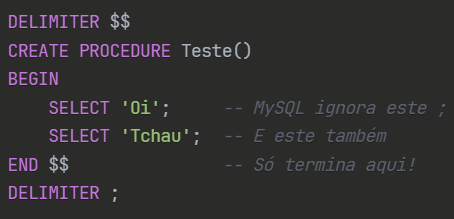 DELIMITER $$
CREATE PROCEDURE Teste()
BEGIN
    SELECT 'Oi';     -- MySQL ignora este ;
    SELECT 'Tchau';  -- E este também
END $$               -- Só termina aqui!
DELIMITER ;